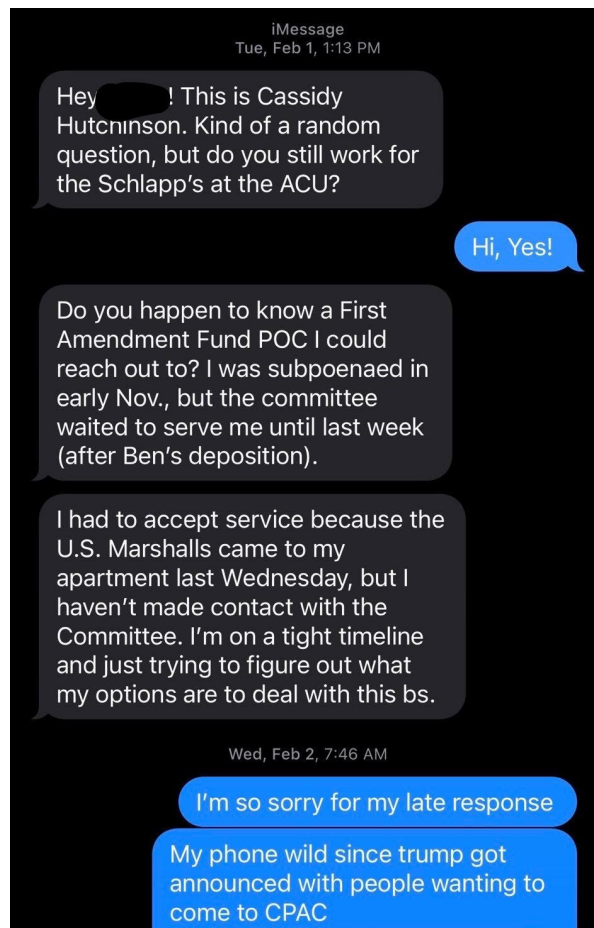 iMessage
Tue, Feb 1, 1:13 PM
Hey ! This is Cassidy
Hutchinson. Kind of a random
question, but do you still work for
the Schlapp's at the ACU?
Hi, Yes!
Do you happen to know a First
Amendment Fund POC I could
reach out to? I was subpoenaed in
early Nov., but the committee
waited to serve me until last week
(after Ben's deposition).
I had to accept service because the
U.S. Marshalls came to my
apartment last Wednesday, but I
haven't made contact with the
Committee. I'm on a tight timeline
and just trying to figure out what
my options are to deal with this bs.
Wed, Feb 2, 7:46 AM
I'm so sorry for my late response
My phone wild since trump got
announced with people wanting to
come to CPAC